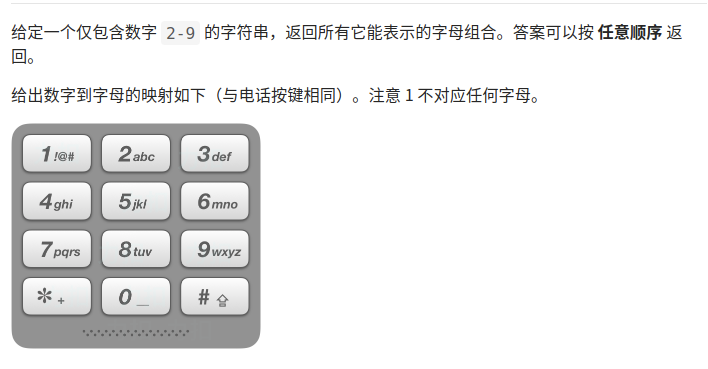 给定一个仅包含数字 2-9 的字符串，返回所有它能表示的字母组合。答案可以按 任意顺序 返
回。
给出数字到字母的映射如下（与电话按键相同）。注意 1 不对应任何字母。
1 !@# 2 abc 3 def
4 ghi 5 jkl 6 mno
7 pqrs 8 tuv 9 wxyz
* + 0 _ # ⇧